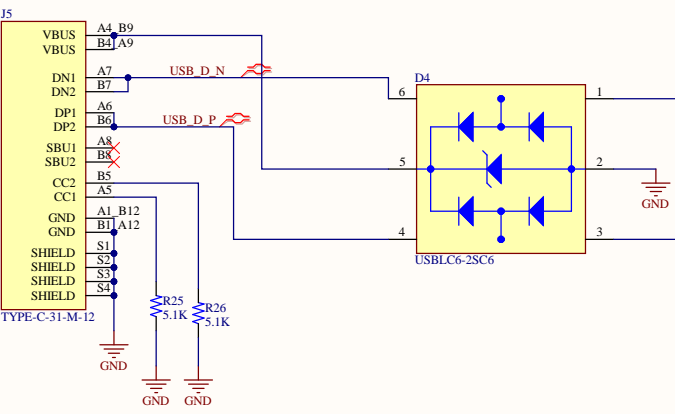 J5
VBUS A4_B9
VBUS B4_A9
DN1 A7
DN2 B7
DP1 A6
DP2 B6
SBU1 A8
SBU2 B8
CC2 B5
CC1 A5
GND A1_B12
GND B1_A12
SHIELD S1
SHIELD S2
SHIELD S3
SHIELD S4
TYPE-C-31-M-12
USB_D_N
USB_D_P
D4
6 1
5 2
4 3
USBLC6-2SC6
GND
R25
5.1K
R26
5.1K
GND
GND
GND